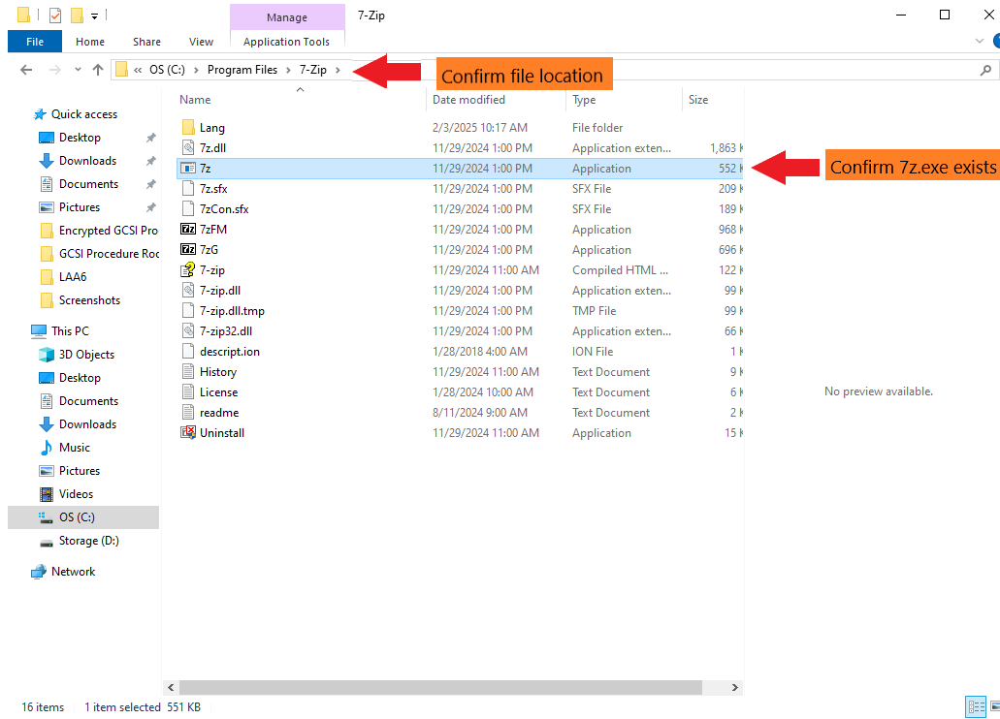 Manage
7-Zip
File
Home
Share
View
Application Tools
« OS (C:) > Program Files > 7-Zip >
Confirm file location
Name
Date modified
Type
Size
Quick access
Desktop
Downloads
Documents
Pictures
Encrypted GCSI Pro
GCSI Procedure Roc
LAA6
Screenshots
This PC
3D Objects
Desktop
Documents
Downloads
Music
Pictures
Videos
OS (C:)
Storage (D:)
Network
Lang 2/3/2025 10:17 AM File folder
7z.dll 11/29/2024 1:00 PM Application exten... 1,863 K
7z 11/29/2024 1:00 PM Application 552 K
Confirm 7z.exe exists
7z.sfx 11/29/2024 1:00 PM SFX File 209 K
7zCon.sfx 11/29/2024 1:00 PM SFX File 189 K
7zFM 11/29/2024 1:00 PM Application 968 K
7zG 11/29/2024 1:00 PM Application 696 K
7-zip 11/29/2024 11:00 AM Compiled HTML ... 122 K
7-zip.dll 11/29/2024 1:00 PM Application exten... 99 K
7-zip.dll.tmp 11/29/2024 1:00 PM TMP File 99 K
7-zip32.dll 11/29/2024 1:00 PM Application exten... 66 K
descript.ion 1/28/2018 4:00 AM ION File 1 K
History 11/29/2024 11:00 AM Text Document 9 K
License 1/28/2024 10:00 AM Text Document 6 K
readme 8/11/2024 9:00 AM Text Document 2 K
Uninstall 11/29/2024 11:00 AM Application 15 K
No preview available.
16 items
1 item selected 551 KB